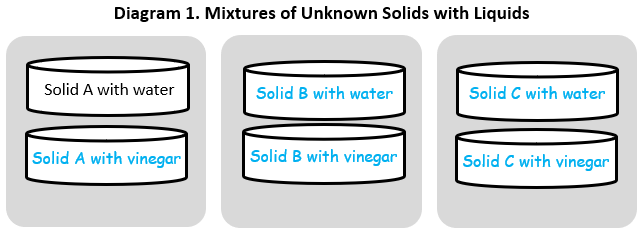 Diagram 1. Mixtures of Unknown Solids with Liquids
Solid A with water
Solid A with vinegar
Solid B with water
Solid B with vinegar
Solid C with water
Solid C with vinegar